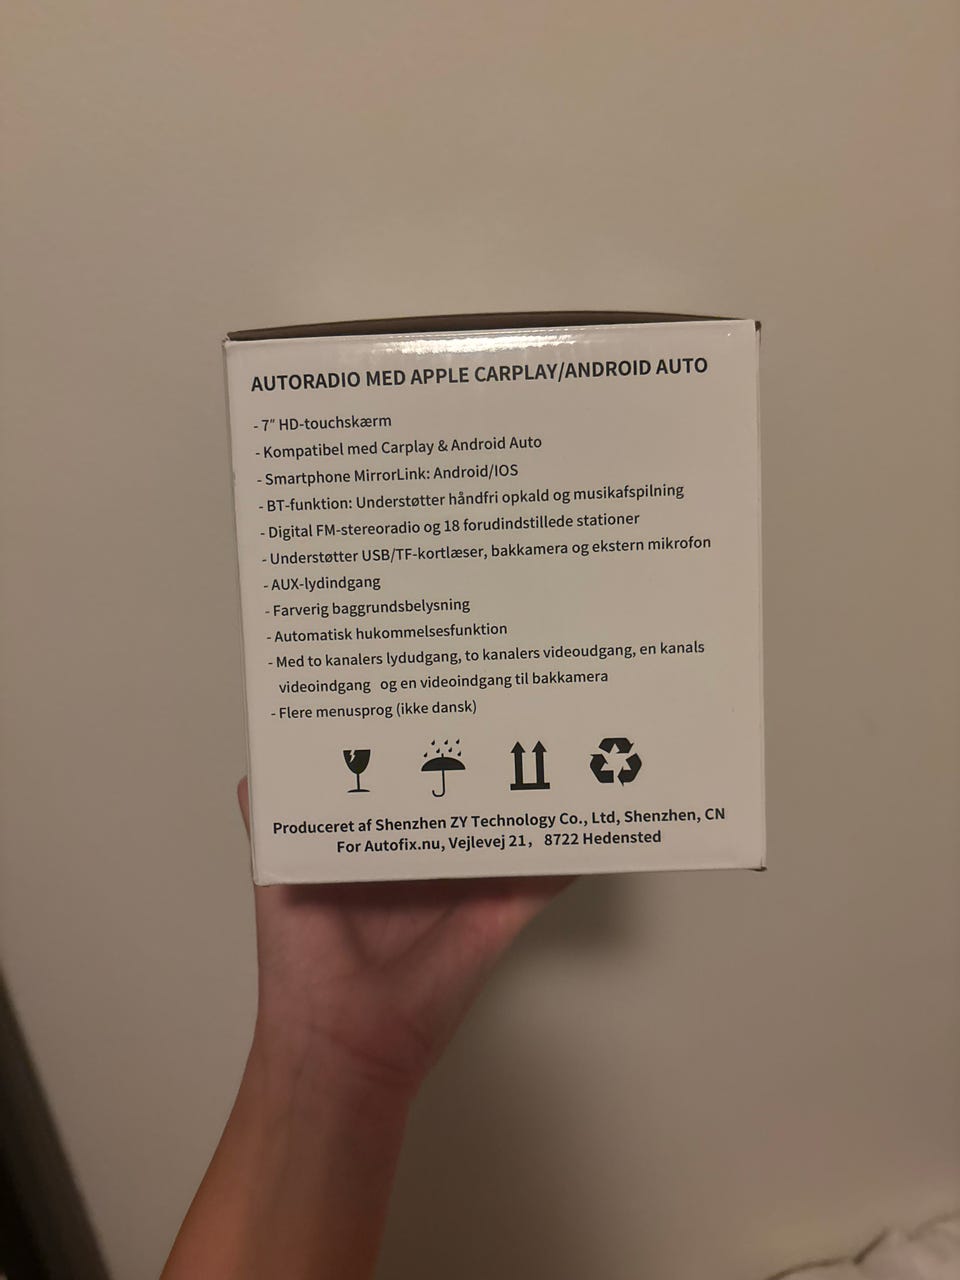 AUTORADIO MED APPLE CARPLAY/ANDROID AUTO
- 7" HD-touchskærm
- Kompatibel med Carplay & Android Auto
- Smartphone MirrorLink: Android/IOS
- BT-funktion: Understøtter håndfri opkald og musikafspilning
- Digital FM-stereoradio og 18 forudindstillede stationer
- Understøtter USB/TF-kortlæser, bakkamera og ekstern mikrofon
- AUX-lydindgang
- Farverig baggrundsbelysning
- Automatisk hukommelsesfunktion
- Med to kanalers lydudgang, to kanalers videoudgang, en kanals
videoindgang og en videoindgang til bakkamera
- Flere menusprog (ikke dansk)
Produceret af Shenzhen ZY Technology Co., Ltd, Shenzhen, CN
For Autofix.nu, Vejlevej 21, 8722 Hedensted